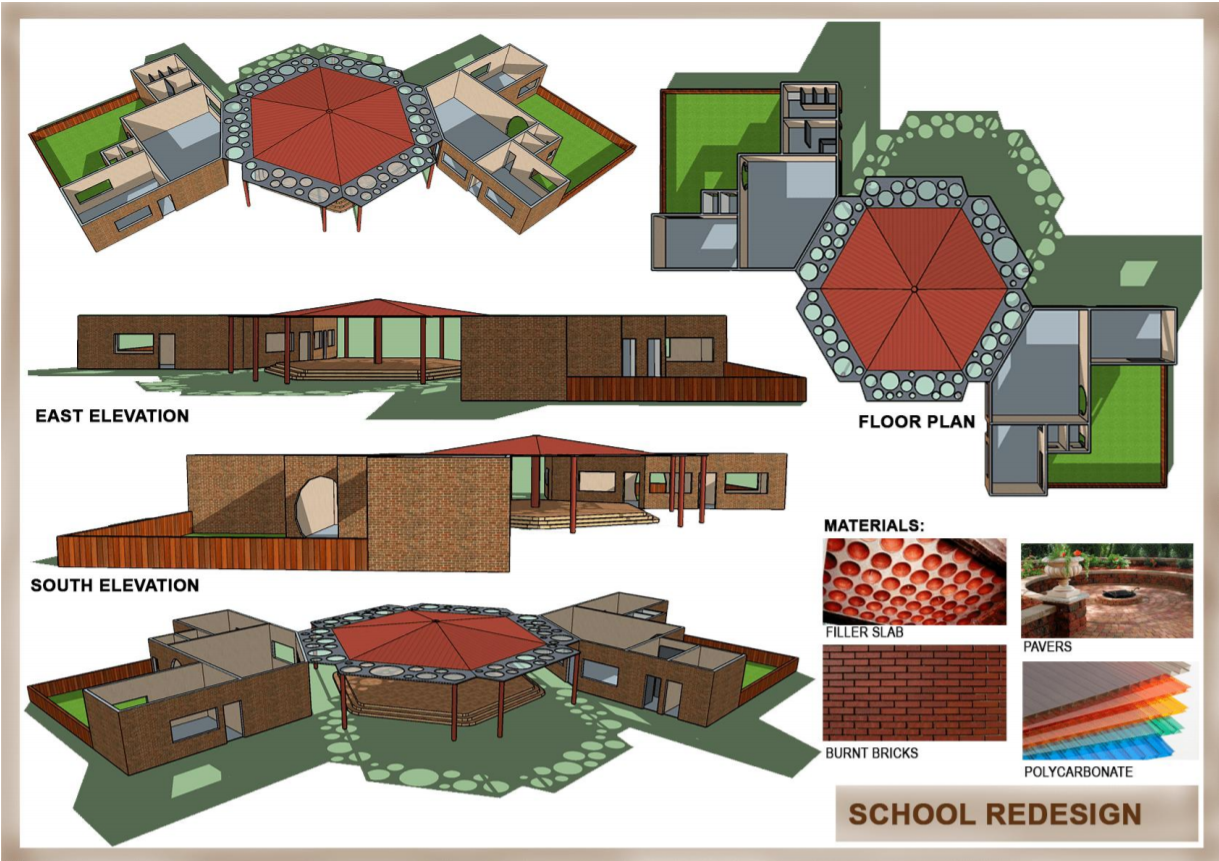 EAST ELEVATION
FLOOR PLAN
SOUTH ELEVATION
MATERIALS:
FILLER SLAB
PAVERS
BURNT BRICKS
POLYCARBONATE
SCHOOL REDESIGN